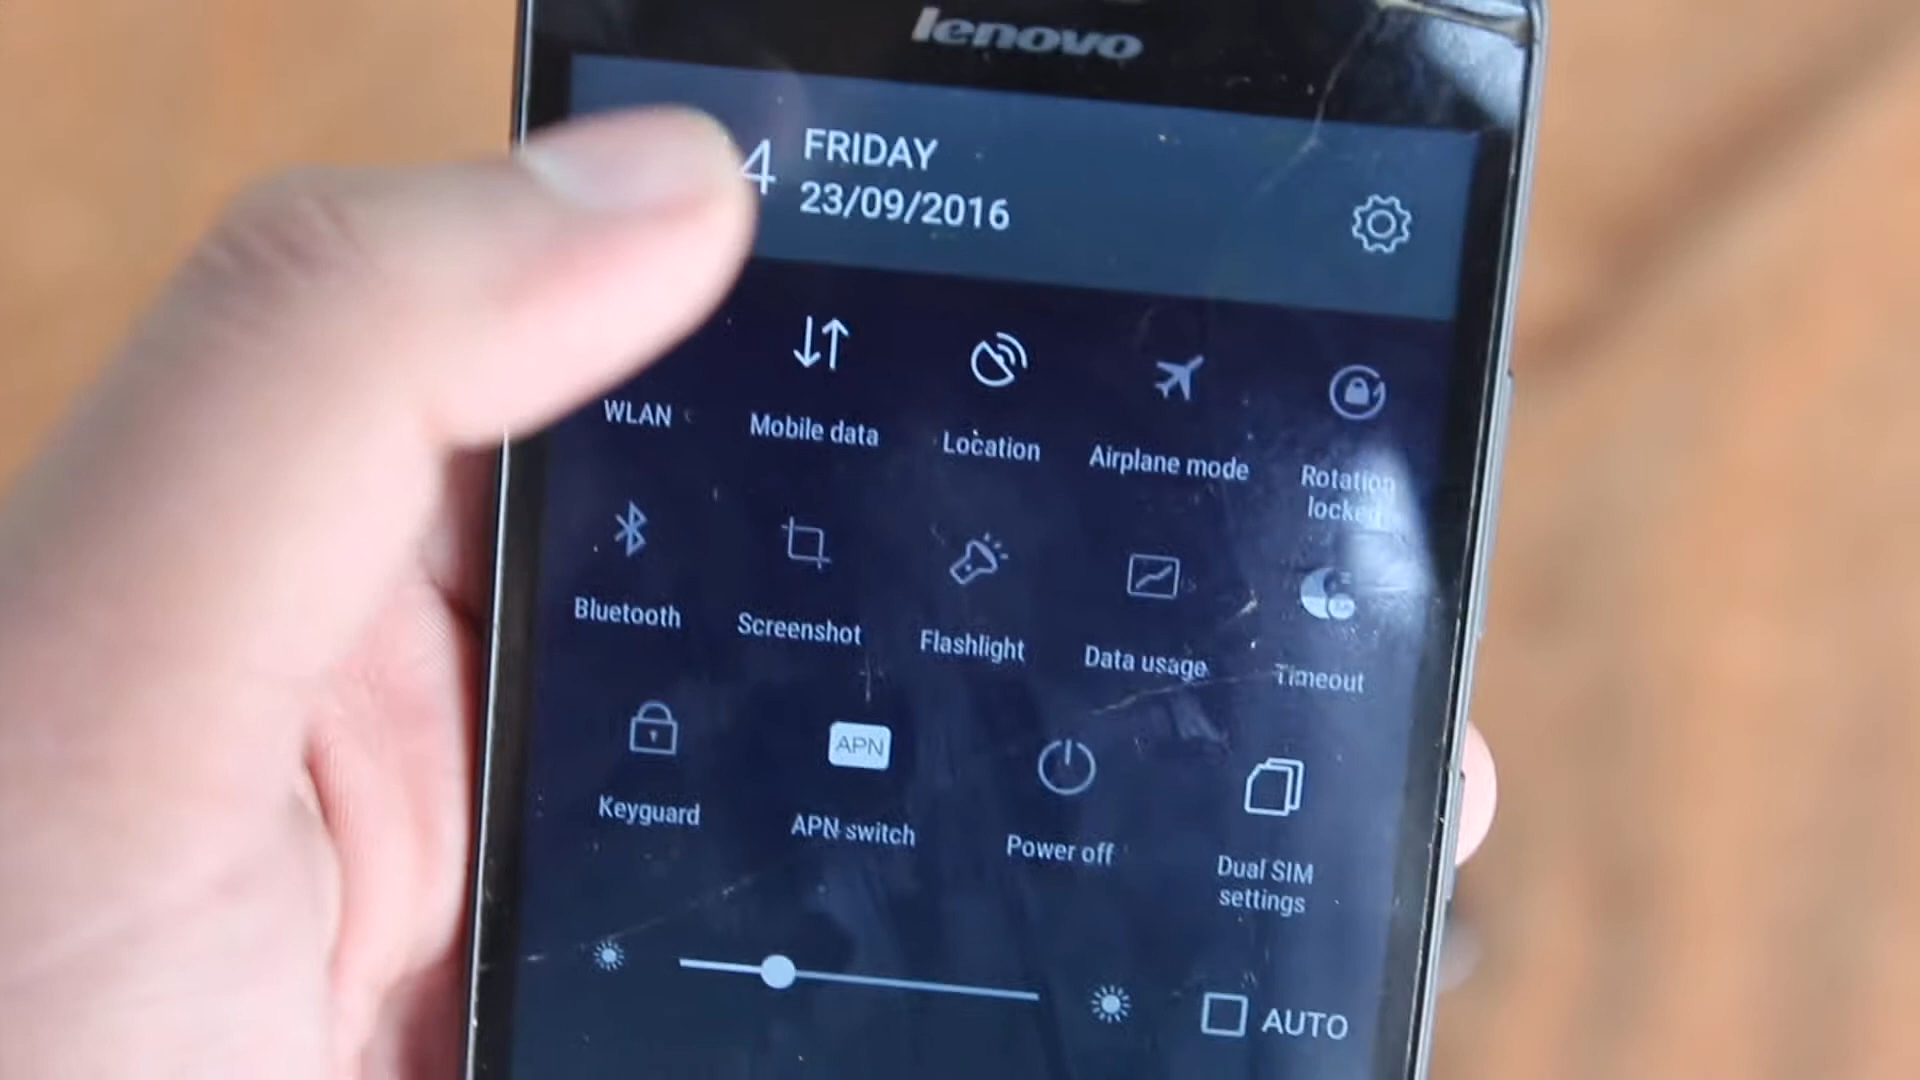 lenovo
4
FRIDAY
23/09/2016
WLAN
Mobile data
Location
Airplane mode
Rotation
locked
Bluetooth
Screenshot
Flashlight
Data usage
Timeout
APN
Keyguard
APN switch
Power off
Dual SIM
settings
AUTO